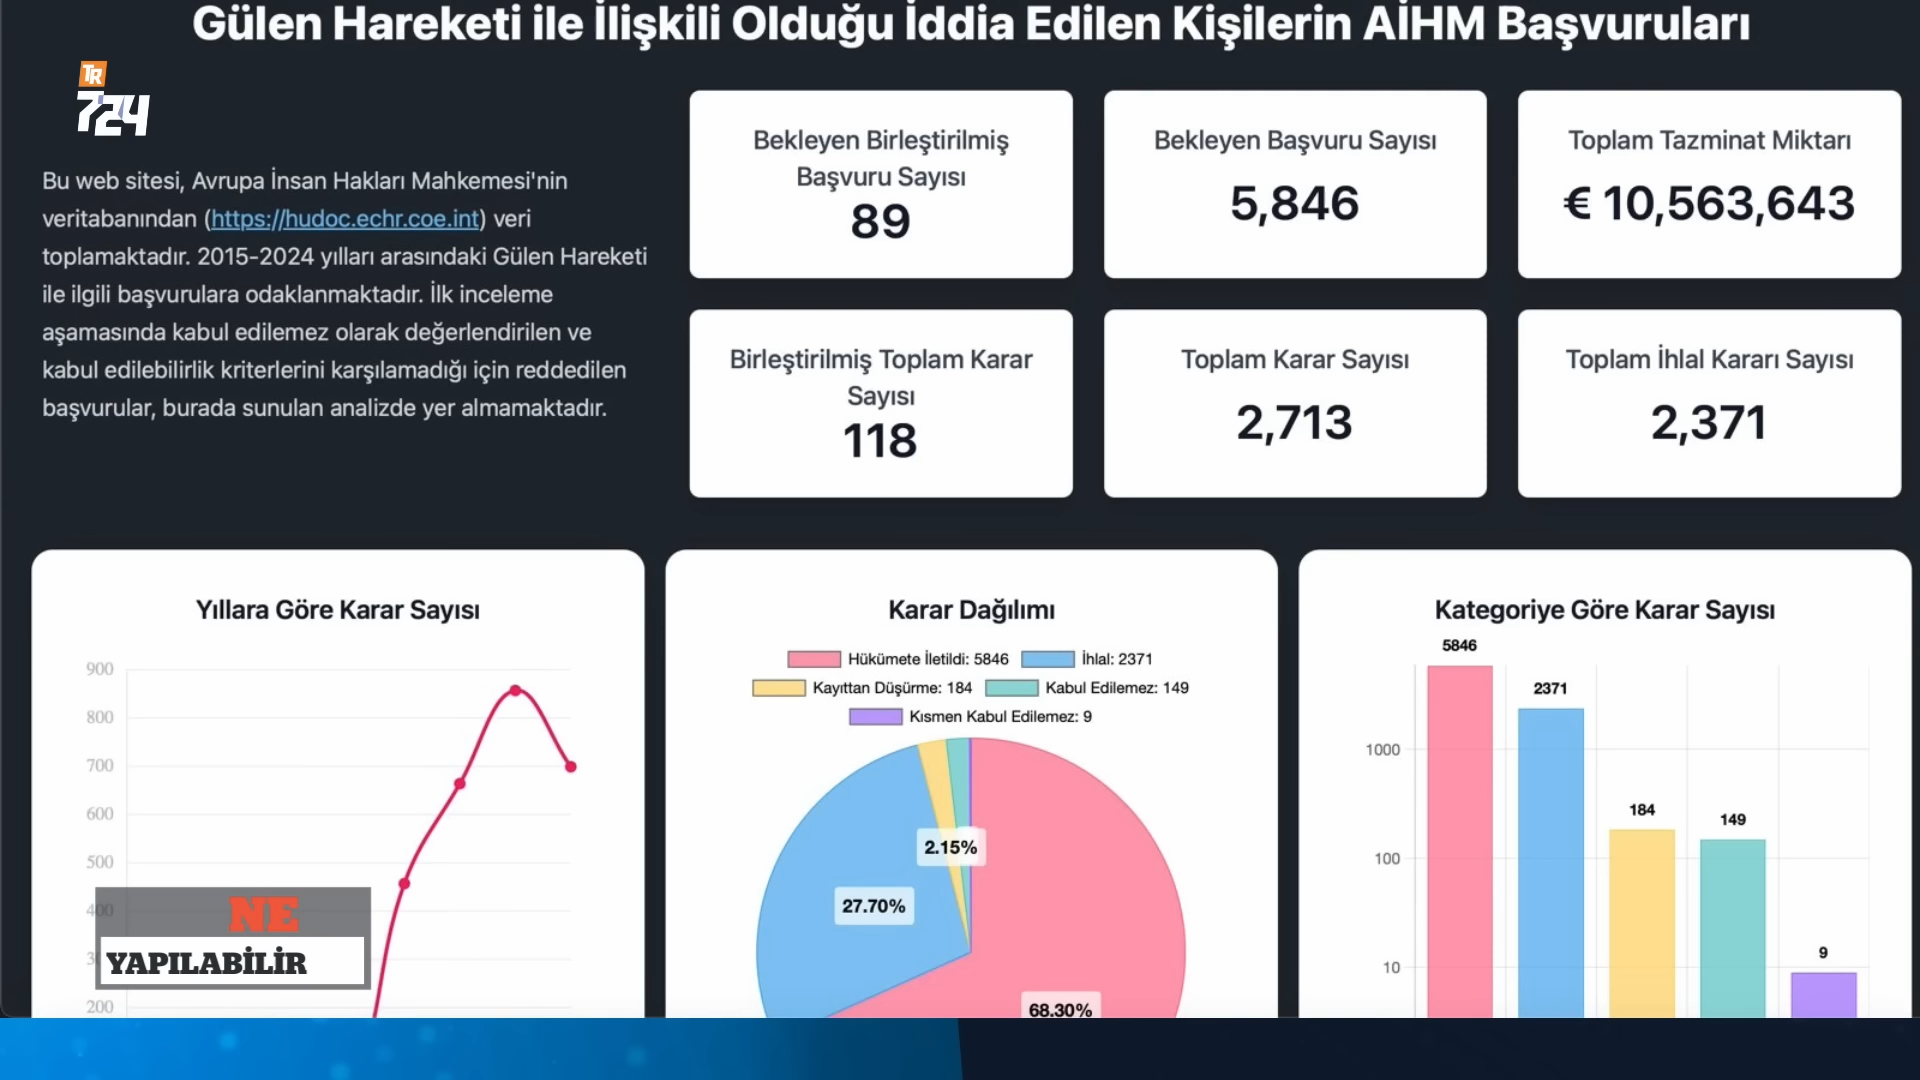 Gülen Hareketi ile İlişkili Olduğu İddia Edilen Kişilerin AİHM Başvuruları
TR
724
Bu web sitesi, Avrupa İnsan Hakları Mahkemesi'nin
veritabanından (https://hudoc.echr.coe.int) veri
toplamaktadır. 2015-2024 yılları arasındaki Gülen Hareketi
ile ilgili başvurulara odaklanmaktadır. İlk inceleme
aşamasında kabul edilemez olarak değerlendirilen ve
kabul edilebilirlik kriterlerini karşılamadığı için reddedilen
başvurular, burada sunulan analizde yer almamaktadır.
Bekleyen Birleştirilmiş
Başvuru Sayısı
89
Bekleyen Başvuru Sayısı
5,846
Toplam Tazminat Miktarı
€ 10,563,643
Birleştirilmiş Toplam Karar
Sayısı
118
Toplam Karar Sayısı
2,713
Toplam İhlal Kararı Sayısı
2,371
Yıllara Göre Karar Sayısı
900
800
700
600
500
400
200
NE
YAPILABİLİR
Karar Dağılımı
Hükümete İletildi: 5846 İhlal: 2371
Kayıttan Düşürme: 184 Kabul Edilemez: 149
Kısmen Kabul Edilemez: 9
2.15%
27.70%
68.30%
Kategoriye Göre Karar Sayısı
5846
2371
184
149
9
1000
100
10